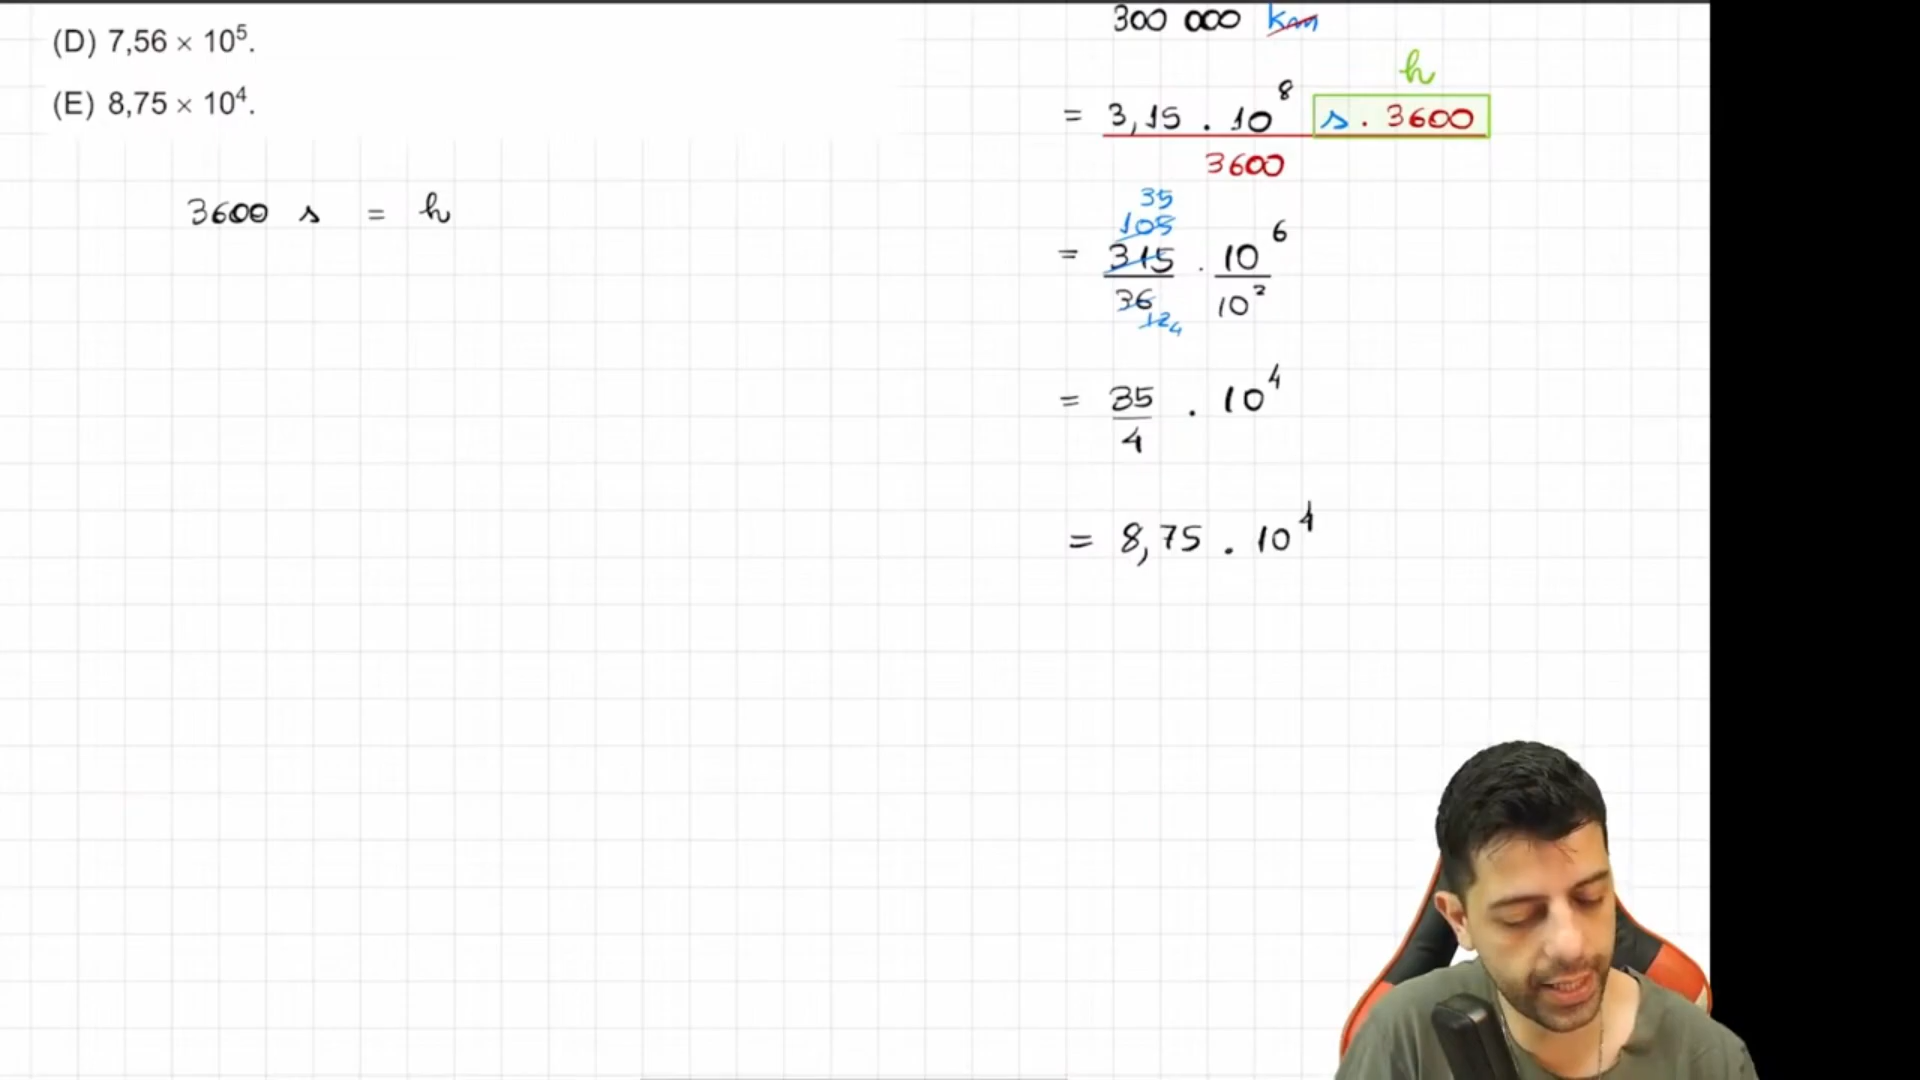 (D) 7,56 × 10⁵.
(E) 8,75 × 10⁴.
3600 s = h
300 000 km
h
= 3,15 . 10⁸ s . 3600
3600
35
105
= 315 . 10⁶
36 10²
12 4
= 35 . 10⁴
4
= 8,75 . 10⁴